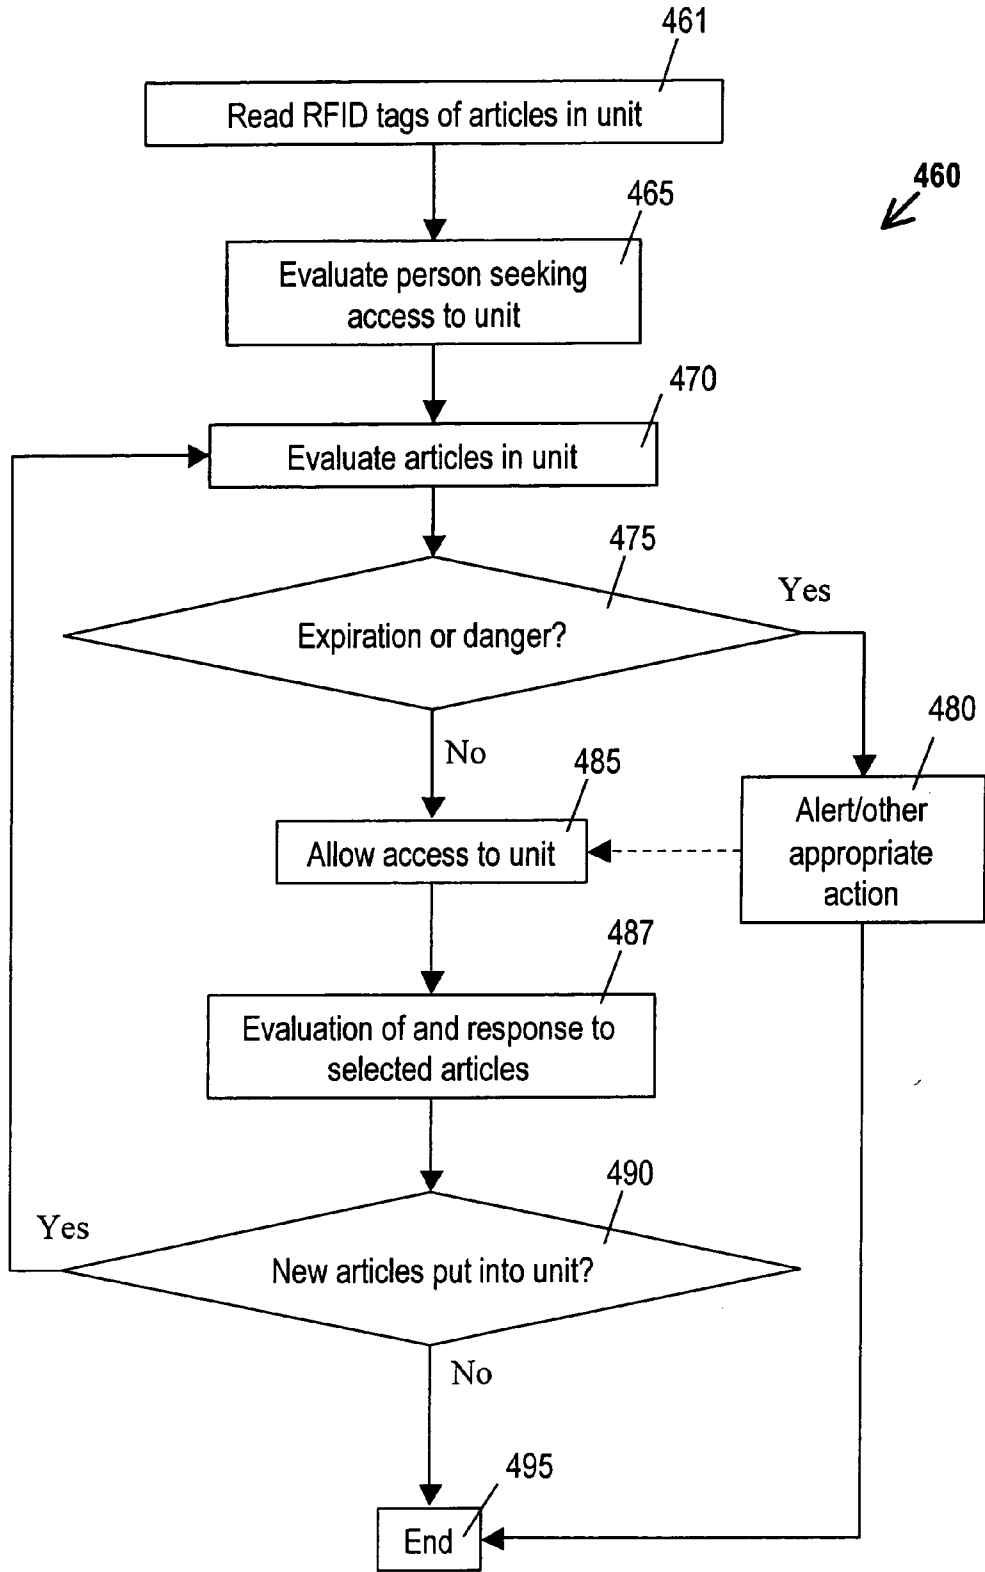 461
Read RFID tags of articles in unit
460
465
Evaluate person seeking
access to unit
470
Evaluate articles in unit
475
Yes
Expiration or danger?
480
No
485
Alert/other
appropriate
action
Allow access to unit
487
Evaluation of and response to
selected articles
490
Yes
New articles put into unit?
No
495
End